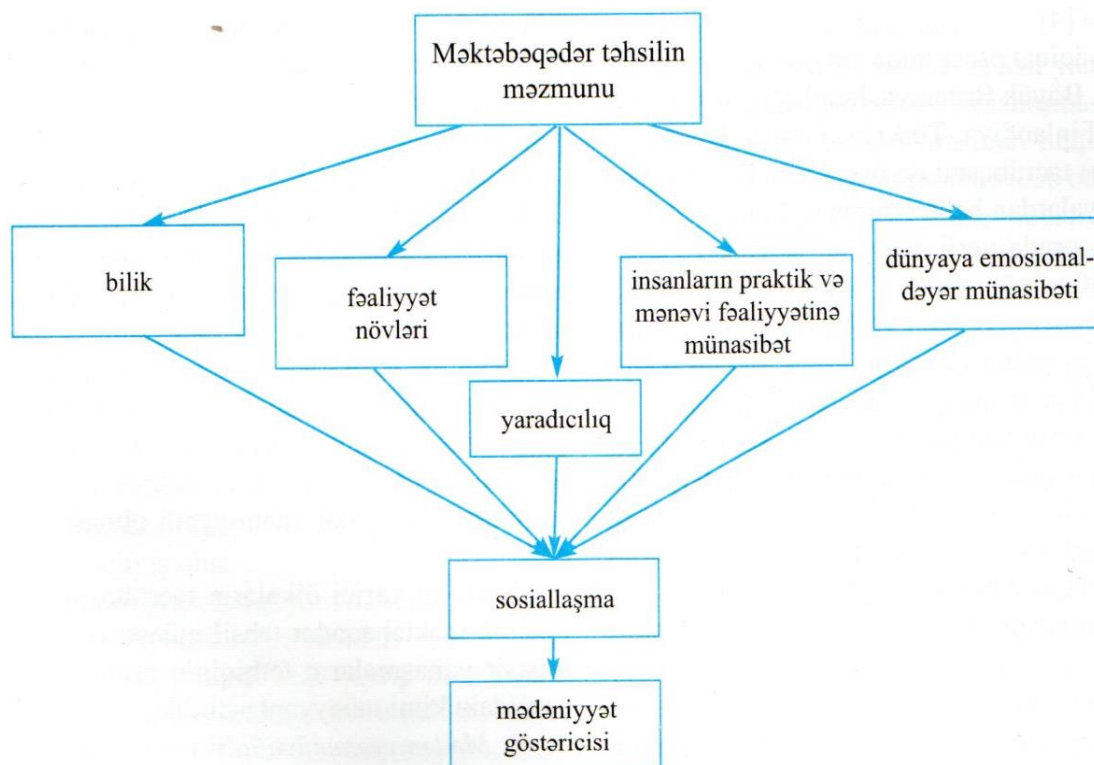 Məktəbəqədər təhsilin
məzmunu
bilik
fəaliyyət
növləri
yaradıcılıq
insanların praktik və
mənəvi fəaliyyətinə
münasibət
dünyaya emosional-
dəyər münasibəti
sosiallaşma
mədəniyyət
göstəricisi